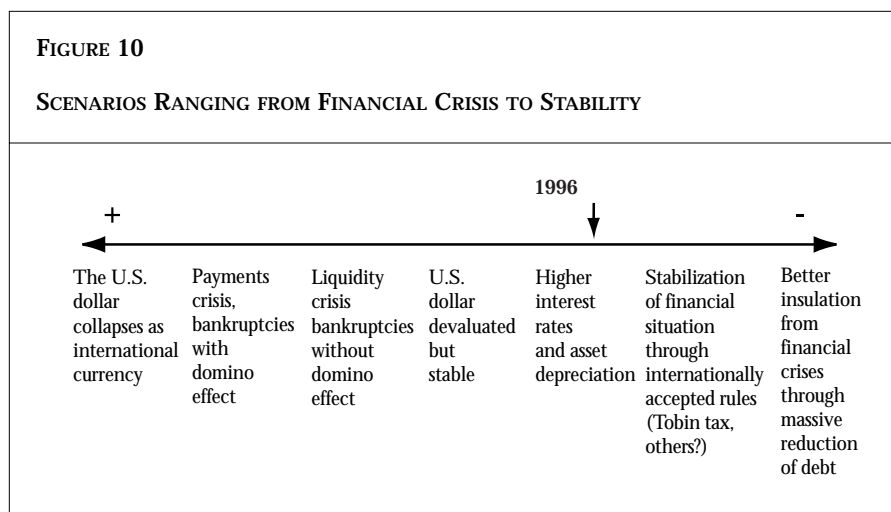 FIGURE 10
SCENARIOS RANGING FROM FINANCIAL CRISIS TO STABILITY
1996
+
-
The U.S.
dollar
collapses as
international
currency
Payments
crisis,
bankruptcies
with
domino
effect
Liquidity
crisis
bankruptcies
without
domino
effect
U.S.
dollar
devaluated
but
stable
Higher
interest
rates
and asset
depreciation
Stabilization
of financial
situation
through
internationally
accepted rules
(Tobin tax,
others?)
Better
insulation
from
financial
crises
through
massive
reduction
of debt